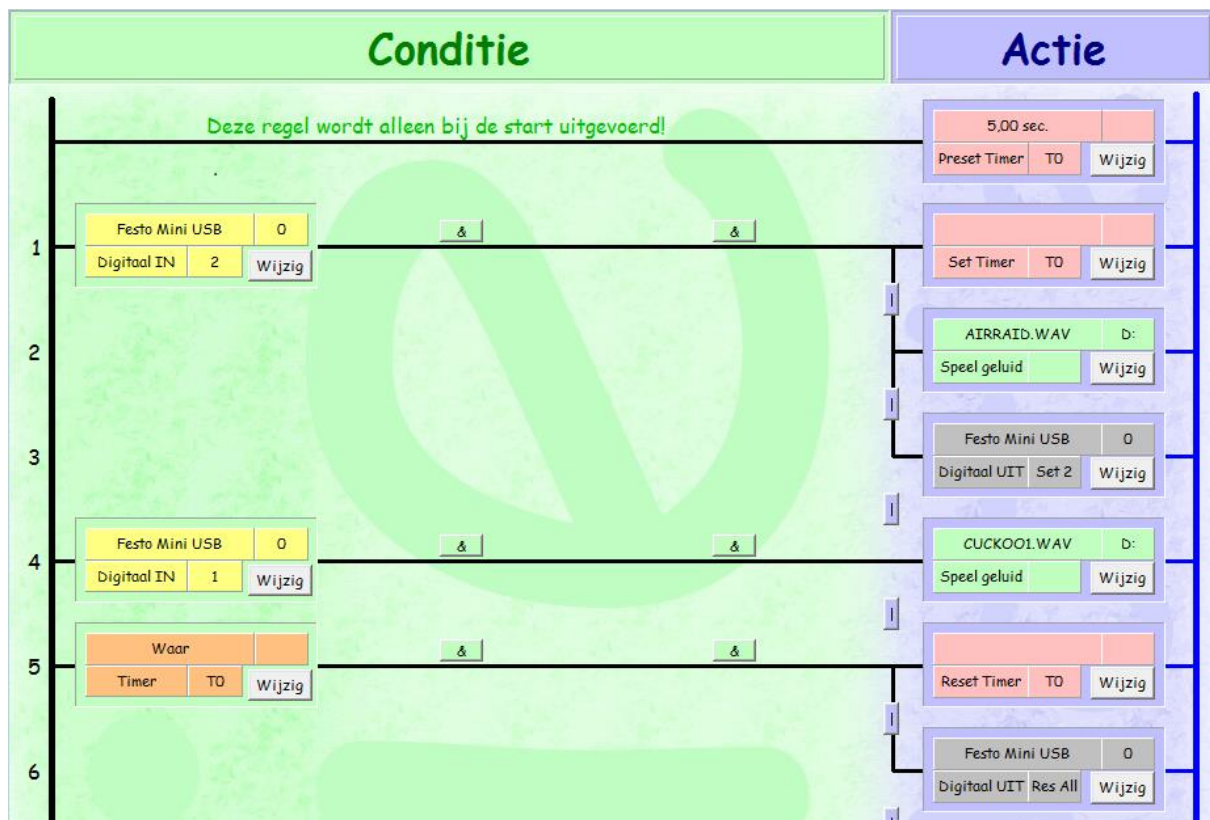 Conditie
Actie
Deze regel wordt alleen bij de start uitgevoerd!
5,00 sec.
Preset Timer T0 Wijzig
1
Festo Mini USB 0
Digitaal IN 2 Wijzig
& &
Set Timer T0 Wijzig
|
2
AIRRAID.WAV D:
Speel geluid Wijzig
|
3
Festo Mini USB 0
Digitaal UIT Set 2 Wijzig
|
4
Festo Mini USB 0
Digitaal IN 1 Wijzig
& &
CUCKOO1.WAV D:
Speel geluid Wijzig
|
5
Waar
Timer T0 Wijzig
& &
Reset Timer T0 Wijzig
|
6
Festo Mini USB 0
Digitaal UIT Res All Wijzig